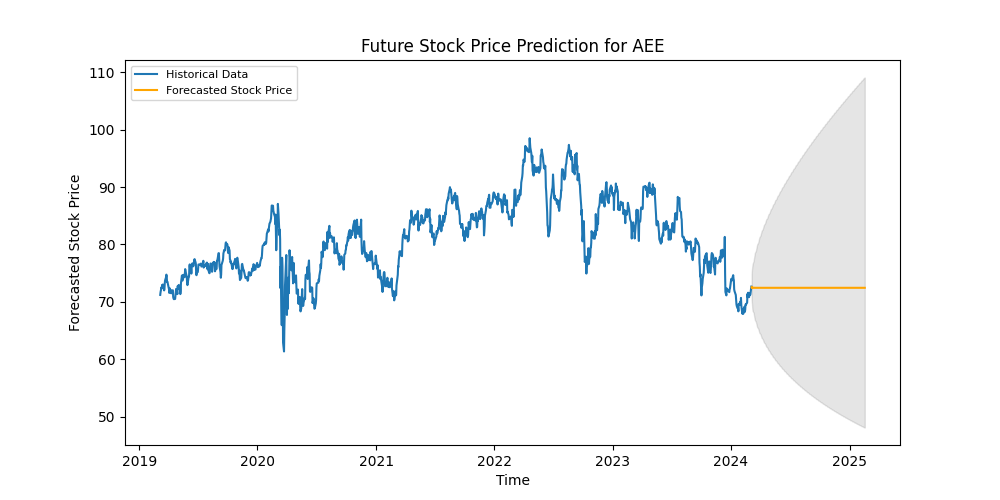 Future Stock Price Prediction for AEE
Historical Data
Forecasted Stock Price
110
100
90
80
70
60
50
Forecasted Stock Price
2019
2020
2021
2022
2023
2024
2025
Time